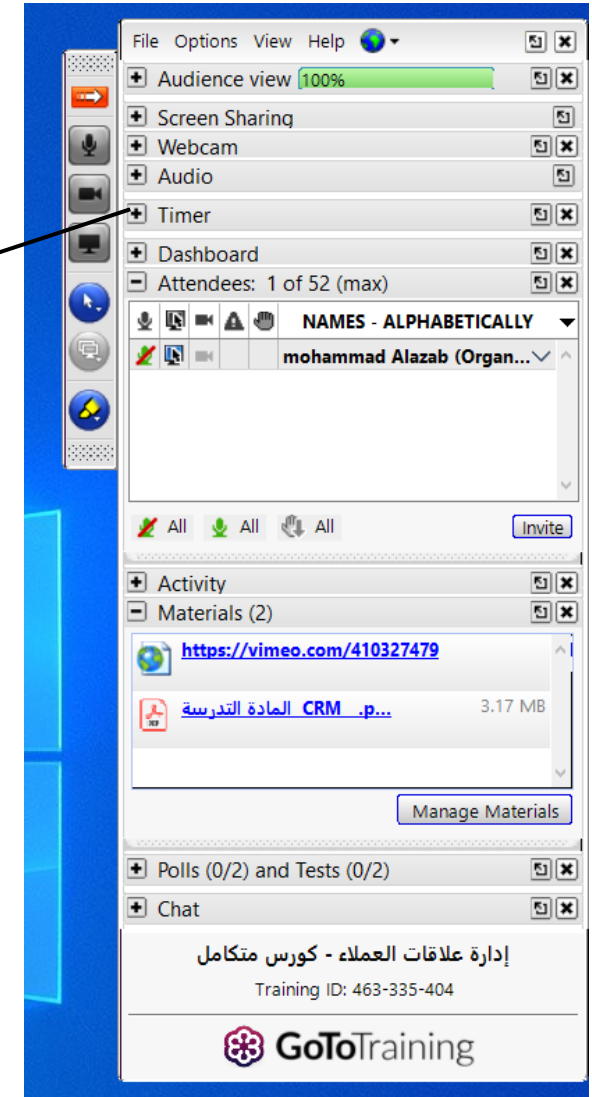 File Options View Help
Audience view 100%
Screen Sharing
Webcam
Audio
Timer
Dashboard
Attendees: 1 of 52 (max)
NAMES - ALPHABETICALLY
mohammad Alazab (Organ...
All All All Invite
Activity
Materials (2)
https://vimeo.com/410327479
المادة التدرسة CRM .p... 3.17 MB
Manage Materials
Polls (0/2) and Tests (0/2)
Chat
إدارة علاقات العملاء - كورس متكامل
Training ID: 463-335-404
GoToTraining